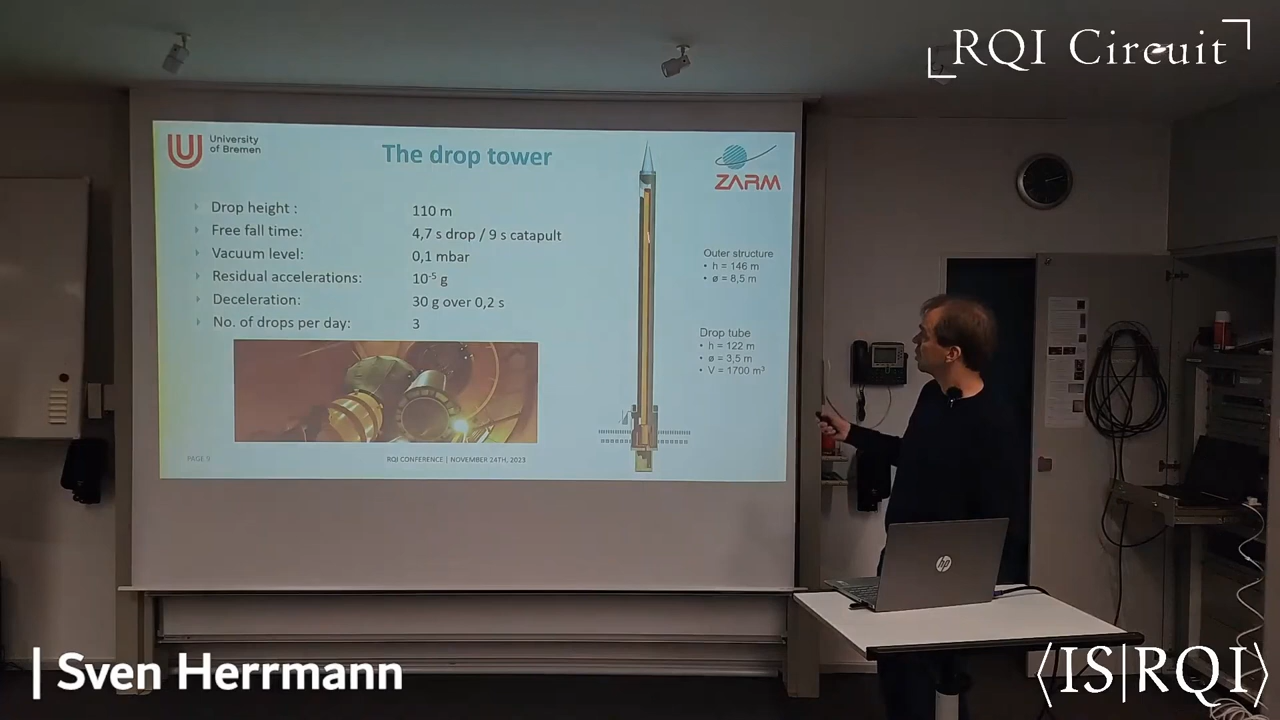 RQI Circuit
University
of Bremen
The drop tower
ZARM
Drop height :
110 m
Free fall time:
4,7 s drop / 9 s catapult
Vacuum level:
0,1 mbar
Residual accelerations:
10⁻⁵ g
Deceleration:
30 g over 0,2 s
No. of drops per day:
3
Outer structure
• h = 146 m
• ø = 8,5 m
Drop tube
• h = 122 m
• ø = 3,5 m
• V = 1700 m³
PAGE 5
RQI CONFERENCE | NOVEMBER 24TH, 2023
hp
| Sven Herrmann
⟨IS|RQI⟩